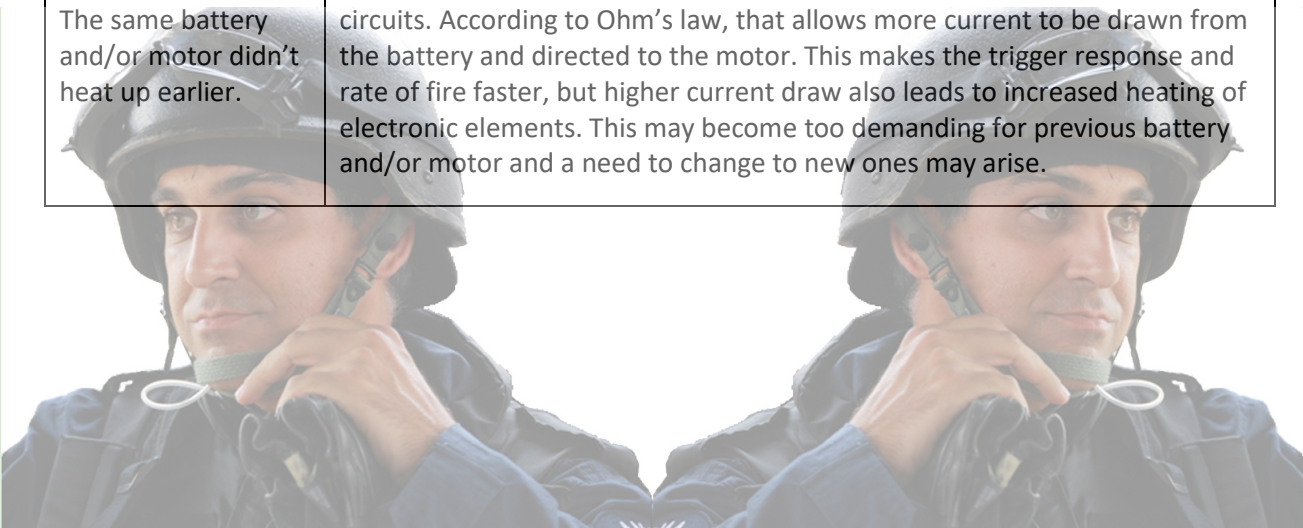 The same battery
and/or motor didn't
heat up earlier.
circuits. According to Ohm's law, that allows more current to be drawn from
the battery and directed to the motor. This makes the trigger response and
rate of fire faster, but higher current draw also leads to increased heating of
electronic elements. This may become too demanding for previous battery
and/or motor and a need to change to new ones may arise.